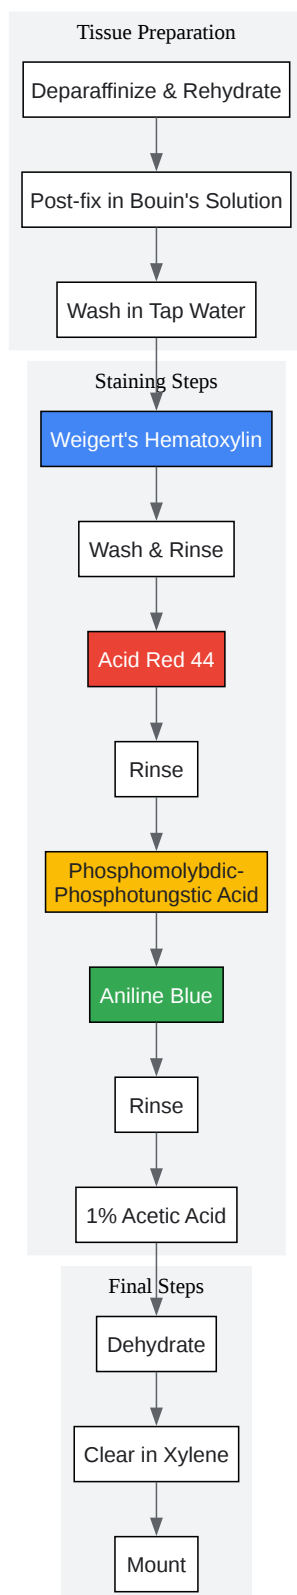 Tissue Preparation
Deparaffinize & Rehydrate
Post-fix in Bouin's Solution
Wash in Tap Water
Staining Steps
Weigert's Hematoxylin
Wash & Rinse
Acid Red 44
Rinse
Phosphomolybdic-
Phosphotungstic Acid
Aniline Blue
Rinse
1% Acetic Acid
Final Steps
Dehydrate
Clear in Xylene
Mount